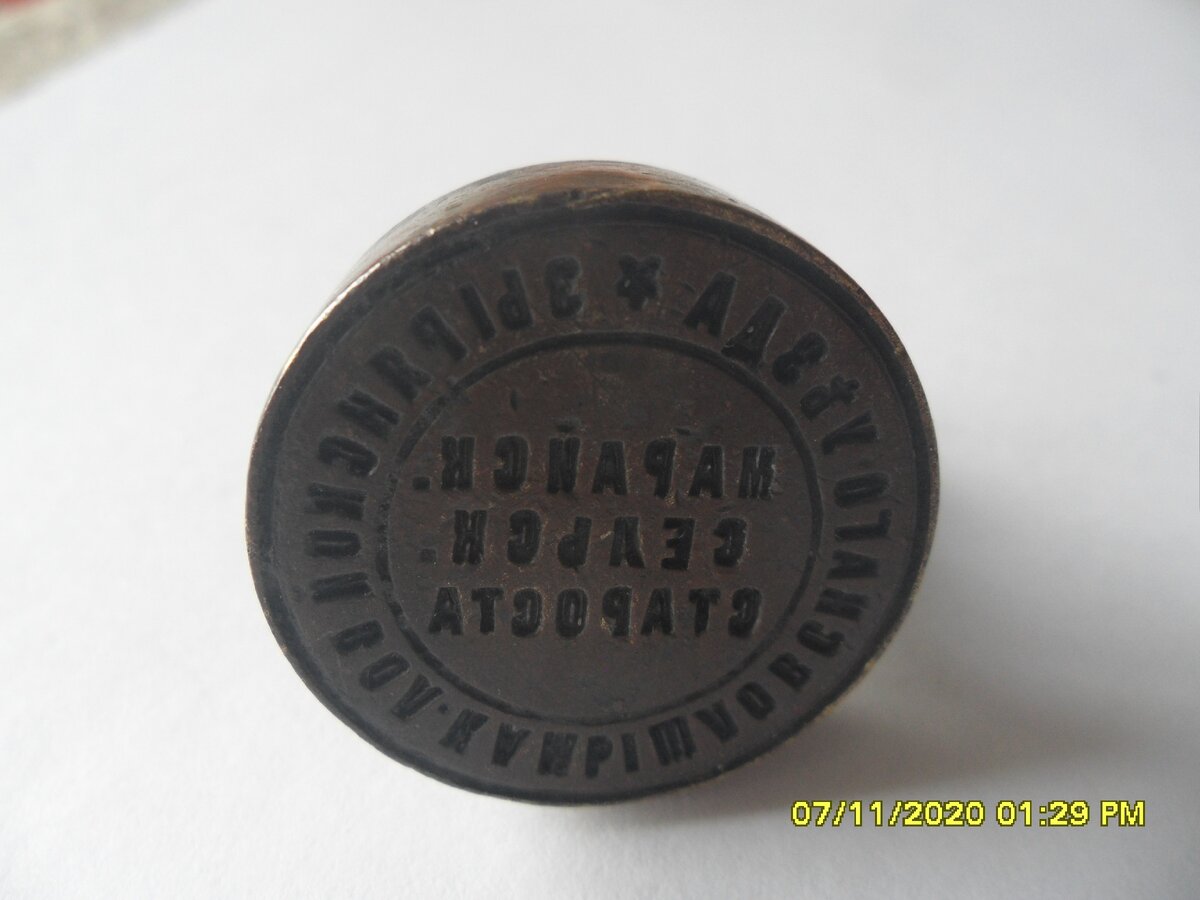 МАРАЙСК.
СЕЛЬСК.
СТАРОСТА
ЗЫРЯНСКОЙ ВОЛ. КАМЫШЛОВСКАГО УѢЗДА
07/11/2020 01:29 PM